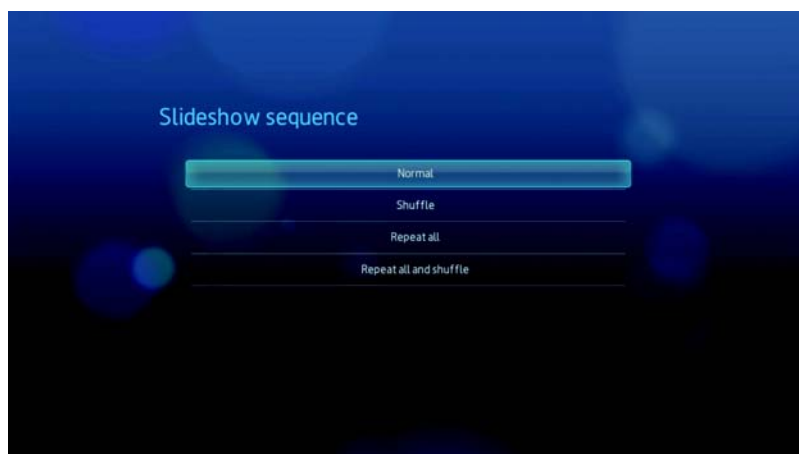 Slideshow sequence
Normal
Shuffle
Repeat all
Repeat all and shuffle